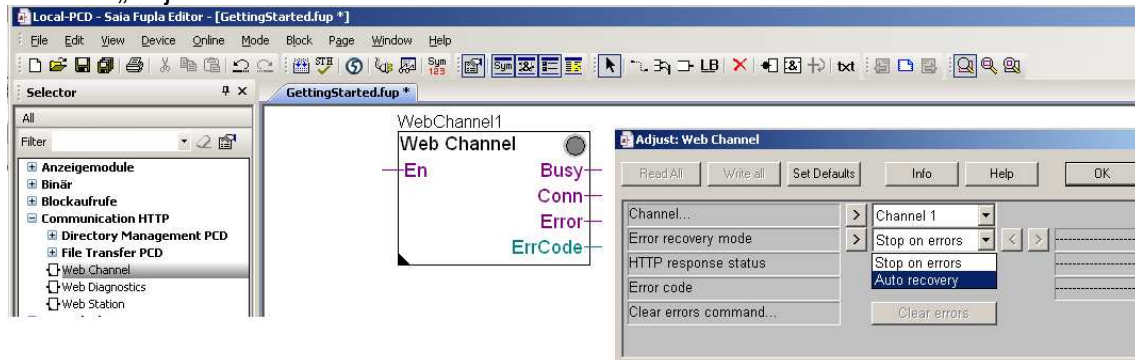 Local-PCD - Saia Fupla Editor - [GettingStarted.fup *]
File Edit View Device Online Mode Block Page Window Help
Sym LB txt
Selector
GettingStarted.fup *
All
Filter
Anzeigemodule
Binär
Blockaufrufe
Communication HTTP
Directory Management PCD
File Transfer PCD
Web Channel
Web Diagnostics
Web Station
WebChannel1
Web Channel
En Busy
Conn
Error
ErrCode
Adjust: Web Channel
Read All Write all Set Defaults Info Help OK
Channel... > Channel 1
Error recovery mode > Stop on errors < > ----------------
HTTP response status Stop on errors ----------------
Auto recovery
Error code ----------------
Clear errors command... Clear errors